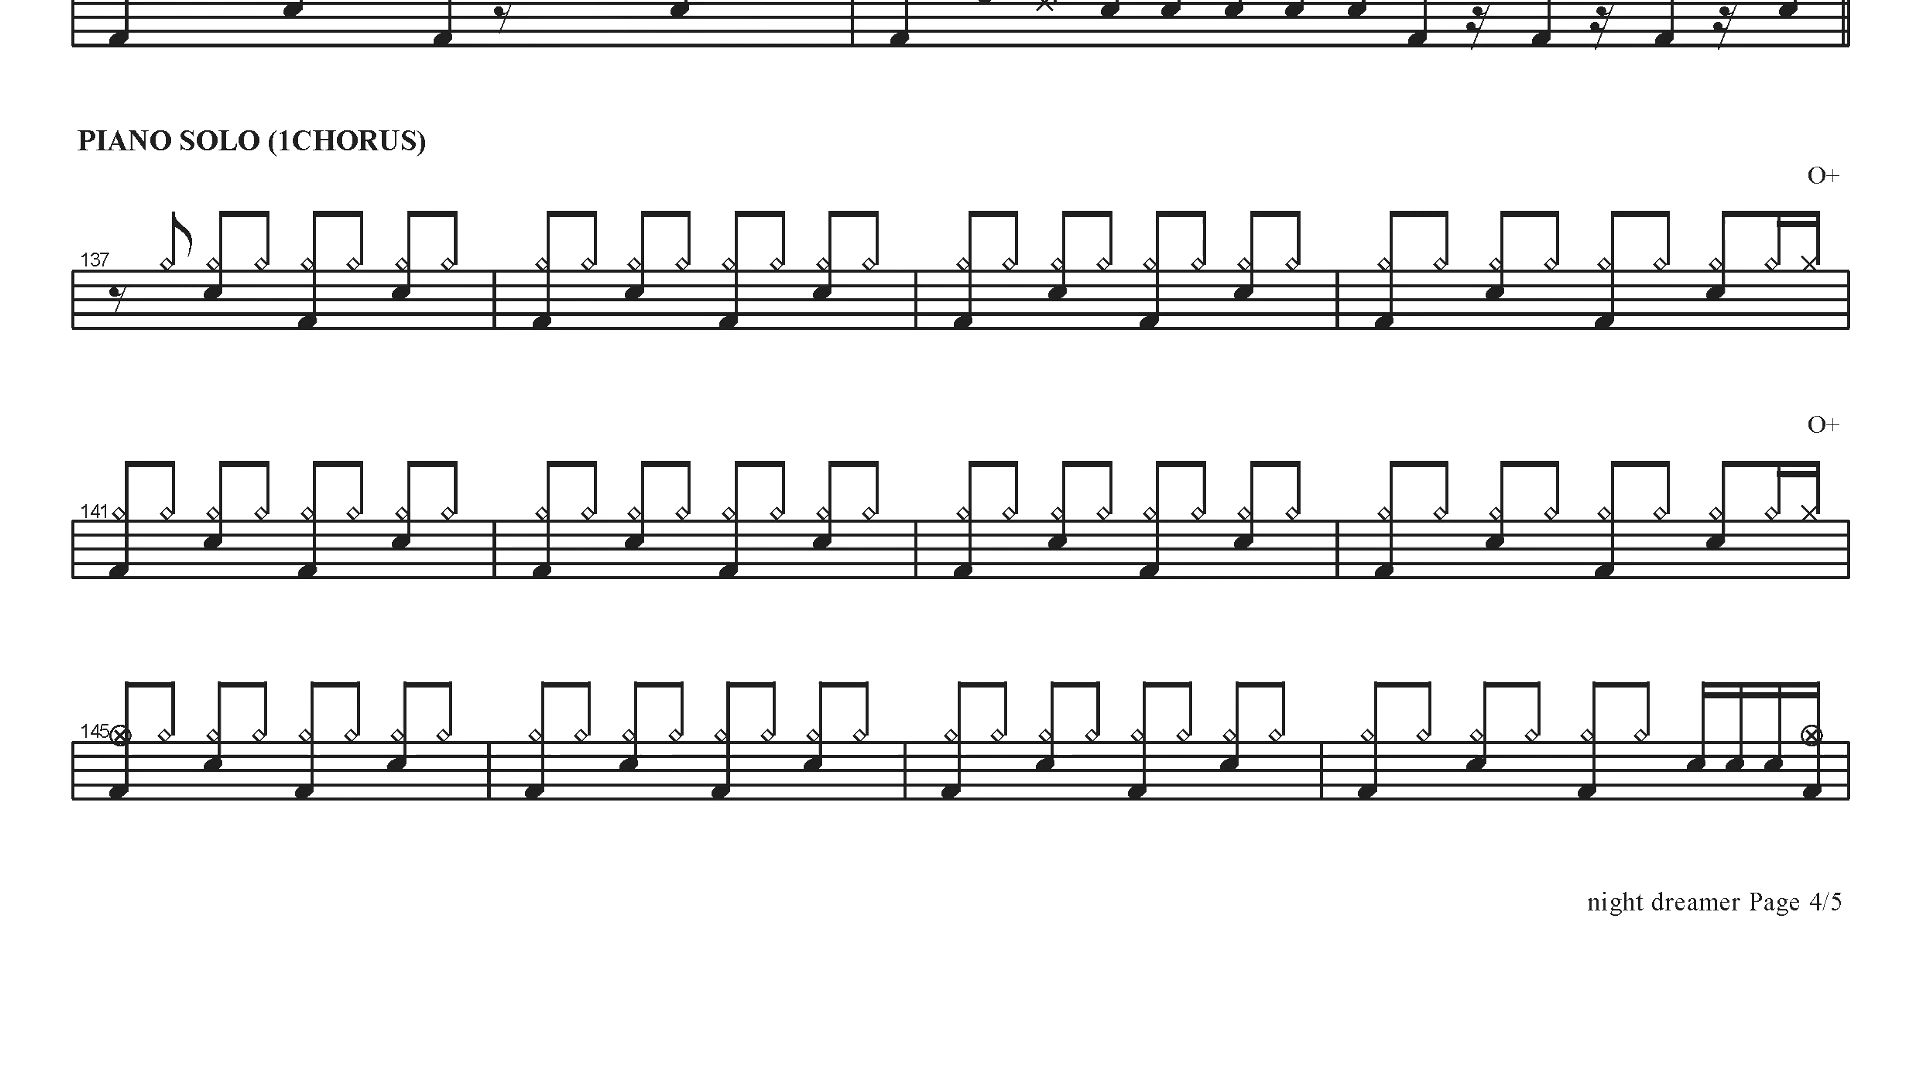 PIANO SOLO (1CHORUS)
O+
137
O+
141
145
night dreamer Page 4/5